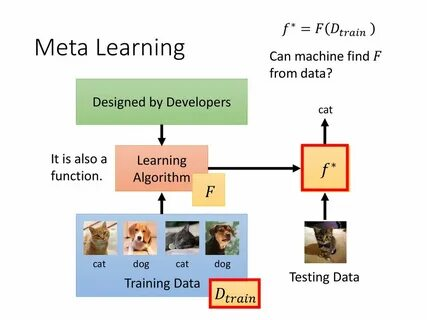 Meta Learning
f* = F(D_train)
Can machine find F
from data?
Designed by Developers
cat
It is also a
function.
Learning
Algorithm
F
f*
cat dog cat dog
Training Data
D_train
Testing Data